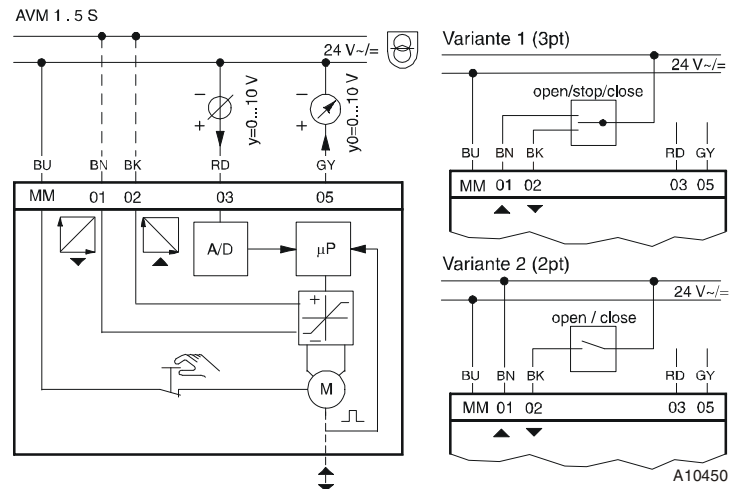 AVM 1 . 5 S
24 V~/=
y=0...10 V
y0=0...10 V
BU BN BK RD GY
MM 01 02 03 05
A/D µP
M
Variante 1 (3pt)
24 V~/=
open/stop/close
BU BN BK RD GY
MM 01 02 03 05
Variante 2 (2pt)
24 V~/=
open / close
BU BN BK RD GY
MM 01 02 03 05
A10450